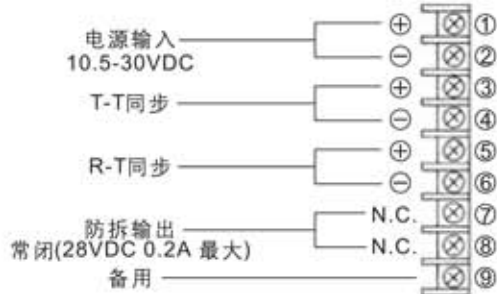 电源输入 ⊕ ①
10.5-30VDC ⊖ ②
T-T同步 ⊕ ③
⊖ ④
R-T同步 ⊕ ⑤
⊖ ⑥
防拆输出 N.C. ⑦
常闭(28VDC 0.2A 最大) N.C. ⑧
备用 ⑨